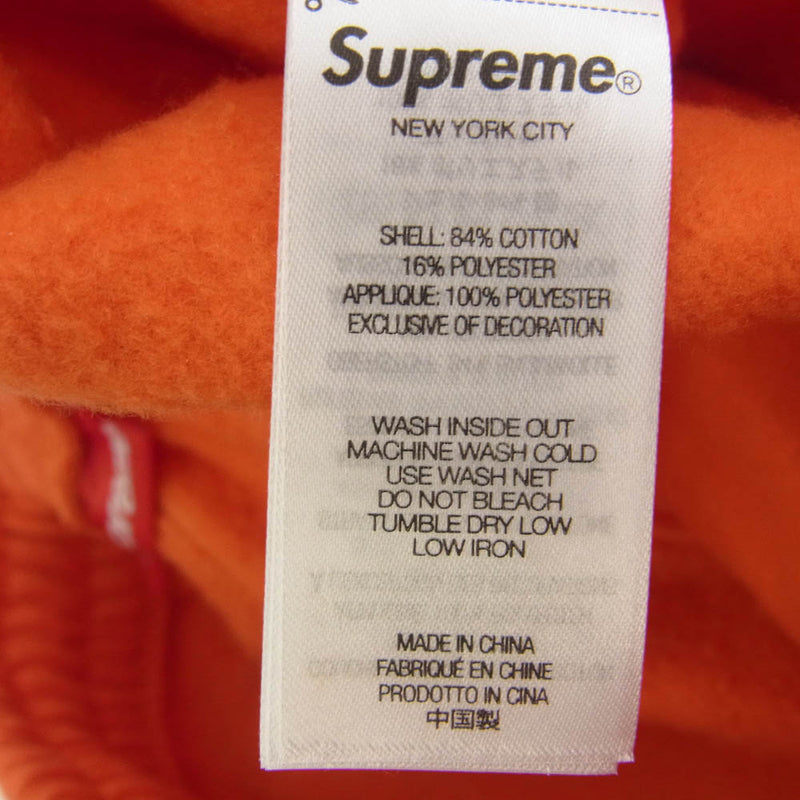 Supreme®
NEW YORK CITY
SHELL: 84% COTTON
16% POLYESTER
APPLIQUE: 100% POLYESTER
EXCLUSIVE OF DECORATION
WASH INSIDE OUT
MACHINE WASH COLD
USE WASH NET
DO NOT BLEACH
TUMBLE DRY LOW
LOW IRON
MADE IN CHINA
FABRIQUÉ EN CHINE
PRODOTTO IN CINA
中国製